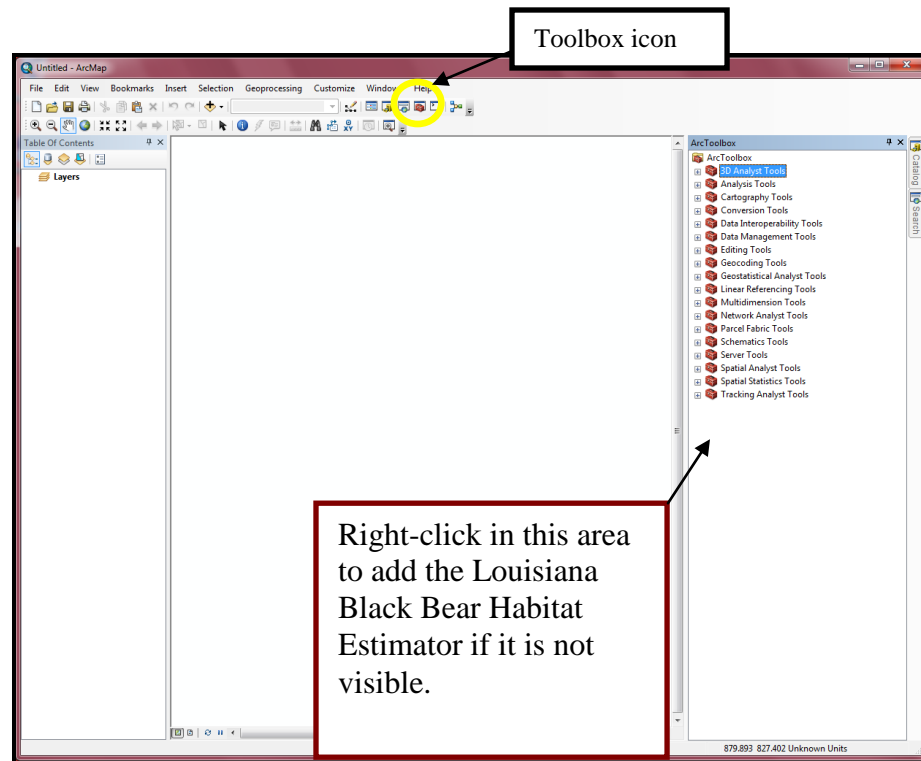 Toolbox icon
Untitled - ArcMap
File Edit View Bookmarks Insert Selection Geoprocessing Customize Window Help
Table Of Contents
Layers
ArcToolbox
ArcToolbox
3D Analyst Tools
Analysis Tools
Cartography Tools
Conversion Tools
Data Interoperability Tools
Data Management Tools
Editing Tools
Geocoding Tools
Geostatistical Analyst Tools
Linear Referencing Tools
Multidimension Tools
Network Analyst Tools
Parcel Fabric Tools
Schematics Tools
Server Tools
Spatial Analyst Tools
Spatial Statistics Tools
Tracking Analyst Tools
Catalog
Search
Right-click in this area
to add the Louisiana
Black Bear Habitat
Estimator if it is not
visible.
879.893 827.402 Unknown Units